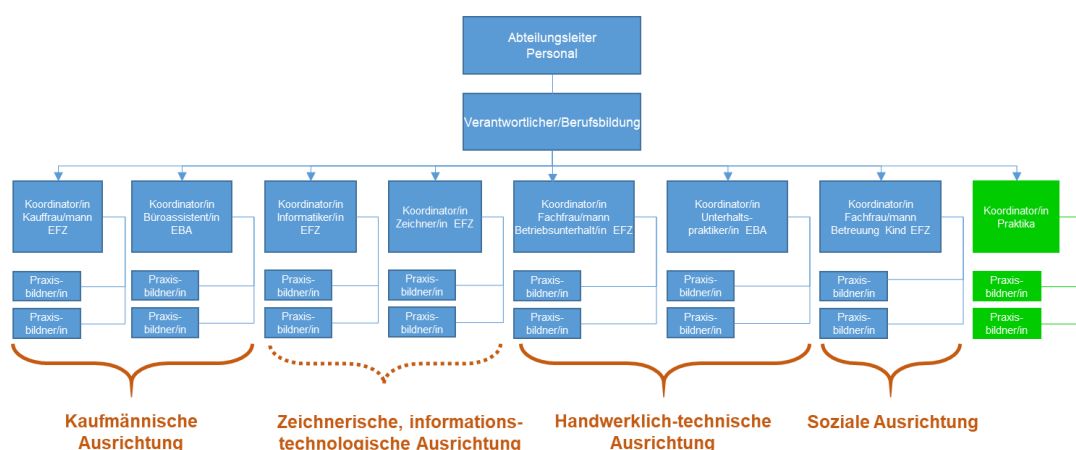 Abteilungsleiter
Personal
Verantwortlicher/Berufsbildung
Koordinator/in
Kauffrau/mann
EFZ
Koordinator/in
Büroassistent/in
EBA
Koordinator/in
Informatiker/in
EFZ
Koordinator/in
Zeichner/in EFZ
Koordinator/in
Fachfrau/mann
Betriebsunterhalt/in EFZ
Koordinator/in
Unterhalts-
praktiker/in EBA
Koordinator/in
Fachfrau/mann
Betreuung Kind EFZ
Koordinator/in
Praktika
Praxis-
bildner/in
Praxis-
bildner/in
Praxis-
bildner/in
Praxis-
bildner/in
Praxis-
bildner/in
Praxis-
bildner/in
Praxis-
bildner/in
Praxis-
bildner/in
Praxis-
bildner/in
Praxis-
bildner/in
Praxis-
bildner/in
Praxis-
bildner/in
Praxis-
bildner/in
Praxis-
bildner/in
Praxis-
bildner/in
Praxis-
bildner/in
Kaufmännische
Ausrichtung
Zeichnerische, informations-
technologische Ausrichtung
Handwerklich-technische
Ausrichtung
Soziale Ausrichtung